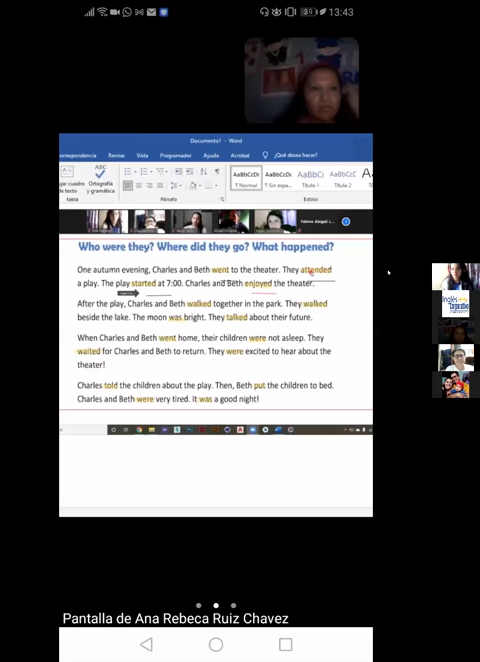 13:43
Documento1 - Word
orrespondencia Revisar Vista Programador Ayuda Acrobat ¿Qué desea hacer?
AaBbCcDc AaBbCcDc AaBbC AaBbCcD
Ortografía y gramática
¶ Normal ¶ Sin espa... Título 1 Título 2
Párrafo
Who were they? Where did they go? What happened?
One autumn evening, Charles and Beth went to the theater. They attended
a play. The play started at 7:00. Charles and Beth enjoyed the theater.
After the play, Charles and Beth walked together in the park. They walked
beside the lake. The moon was bright. They talked about their future.
When Charles and Beth went home, their children were not asleep. They
waited for Charles and Beth to return. They were excited to hear about the
theater!
Charles told the children about the play. Then, Beth put the children to bed.
Charles and Beth were very tired. It was a good night!
Pantalla de Ana Rebeca Ruiz Chavez